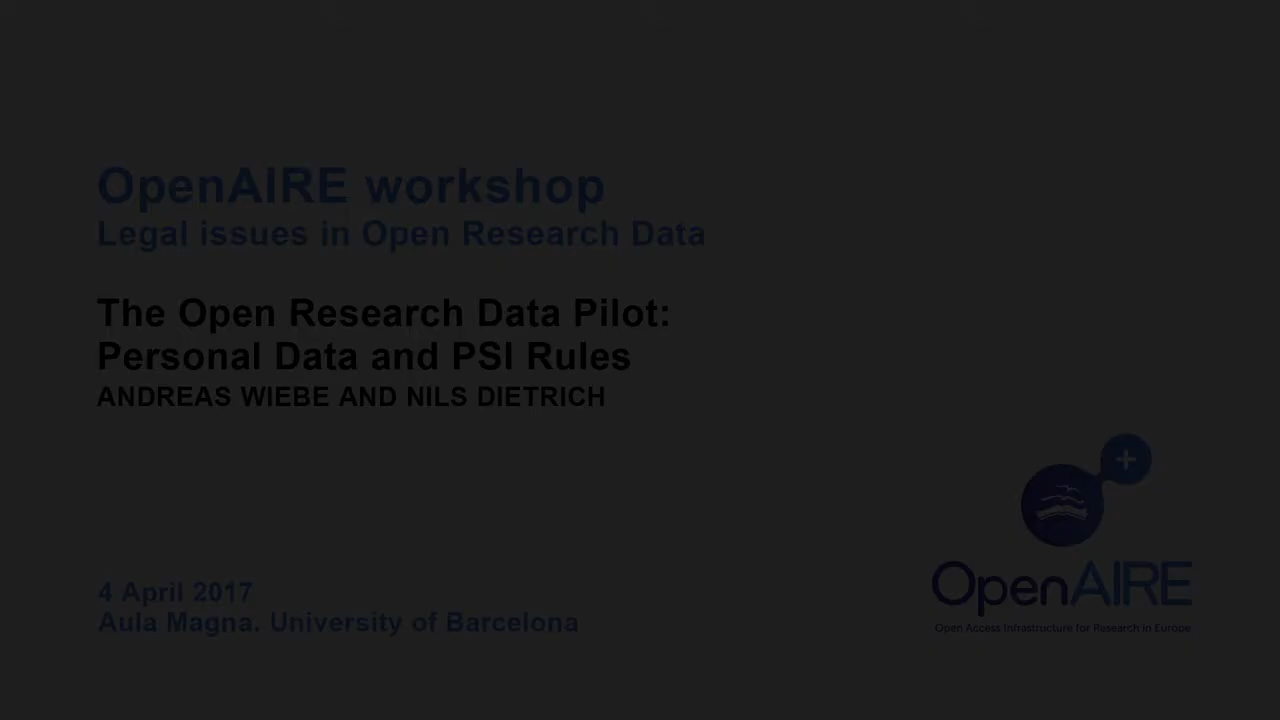 OpenAIRE workshop
Legal issues in Open Research Data
The Open Research Data Pilot:
Personal Data and PSI Rules
ANDREAS WIEBE AND NILS DIETRICH
4 April 2017
Aula Magna. University of Barcelona
+
OpenAIRE
Open Access Infrastructure for Research in Europe